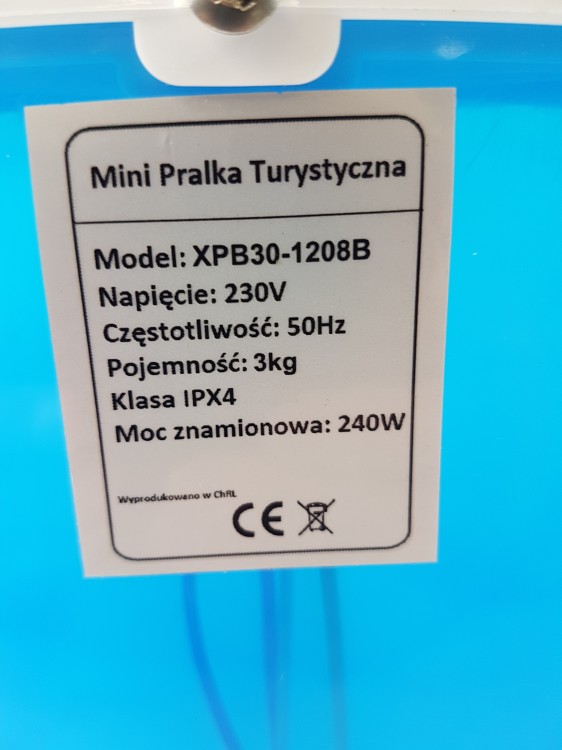 Mini Pralka Turystyczna
Model: XPB30-1208B
Napięcie: 230V
Częstotliwość: 50Hz
Pojemność: 3kg
Klasa IPX4
Moc znamionowa: 240W
Wyprodukowano w ChRL
CE